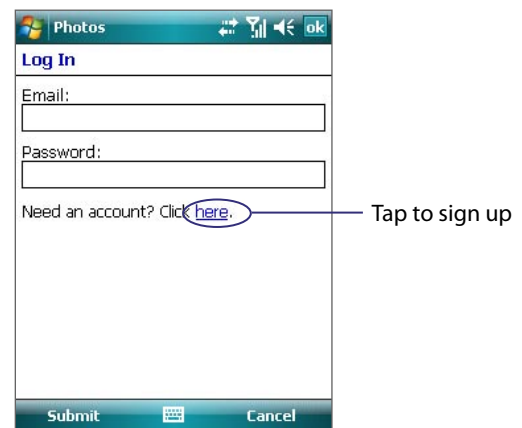 Photos
ok
Log In
Email:
Password:
Need an account? Click here.
Tap to sign up
Submit
Cancel